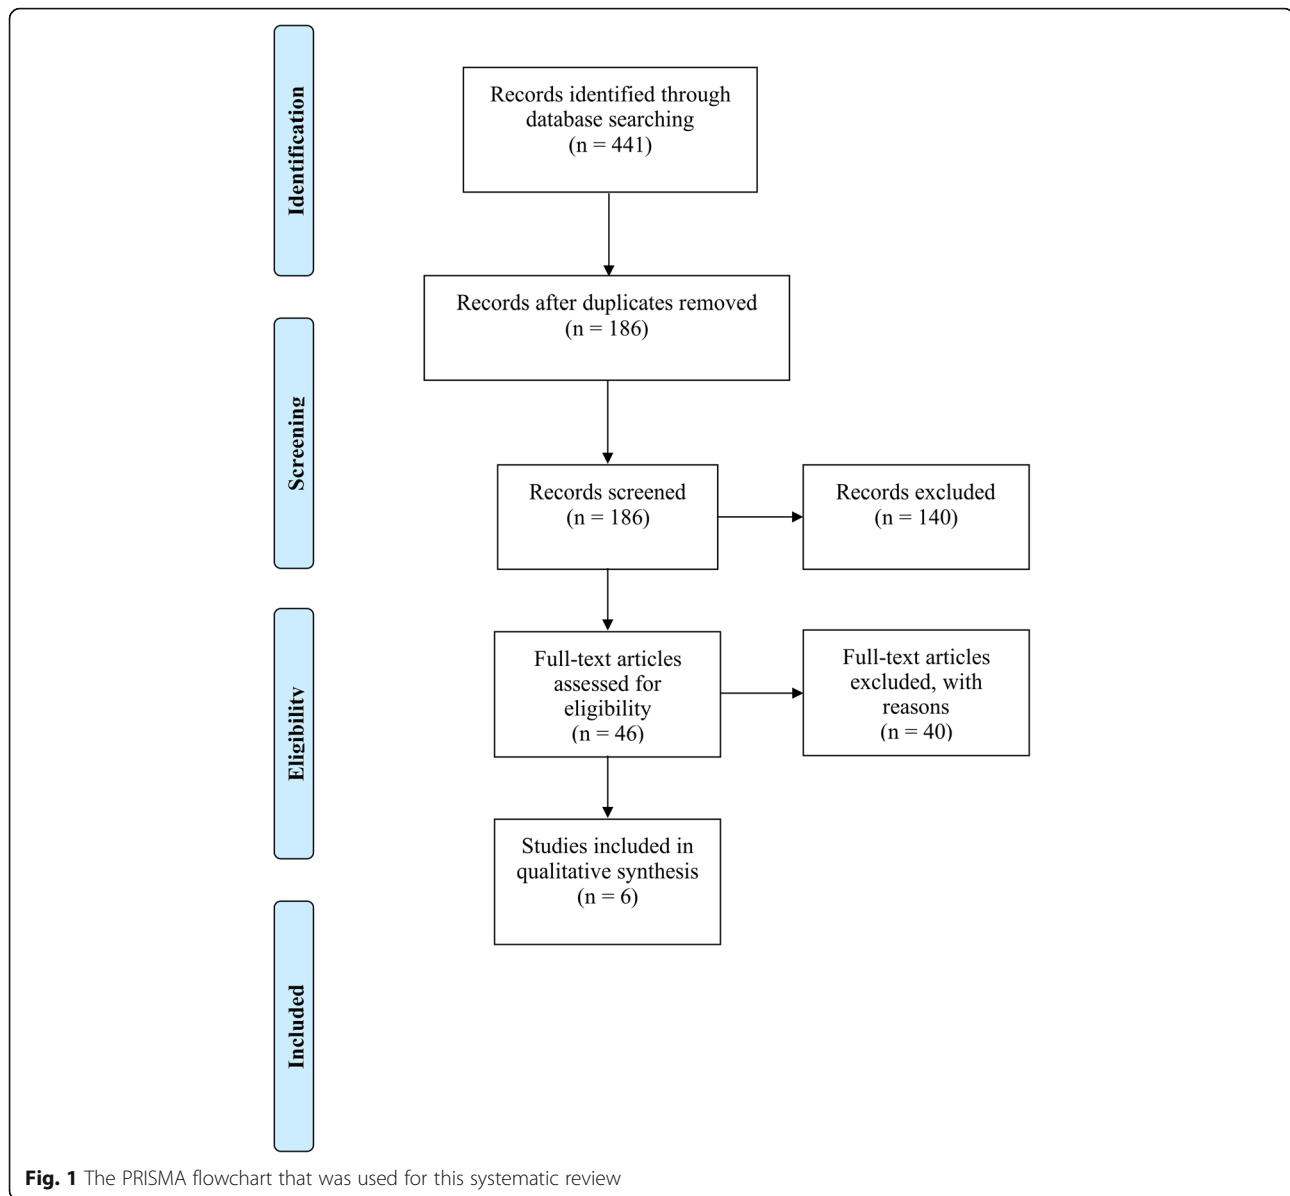 Identification
Records identified through
database searching
(n = 441)
Records after duplicates removed
(n = 186)
Screening
Records screened
(n = 186)
Records excluded
(n = 140)
Eligibility
Full-text articles
assessed for
eligibility
(n = 46)
Full-text articles
excluded, with
reasons
(n = 40)
Studies included in
qualitative synthesis
(n = 6)
Included
Fig. 1 The PRISMA flowchart that was used for this systematic review